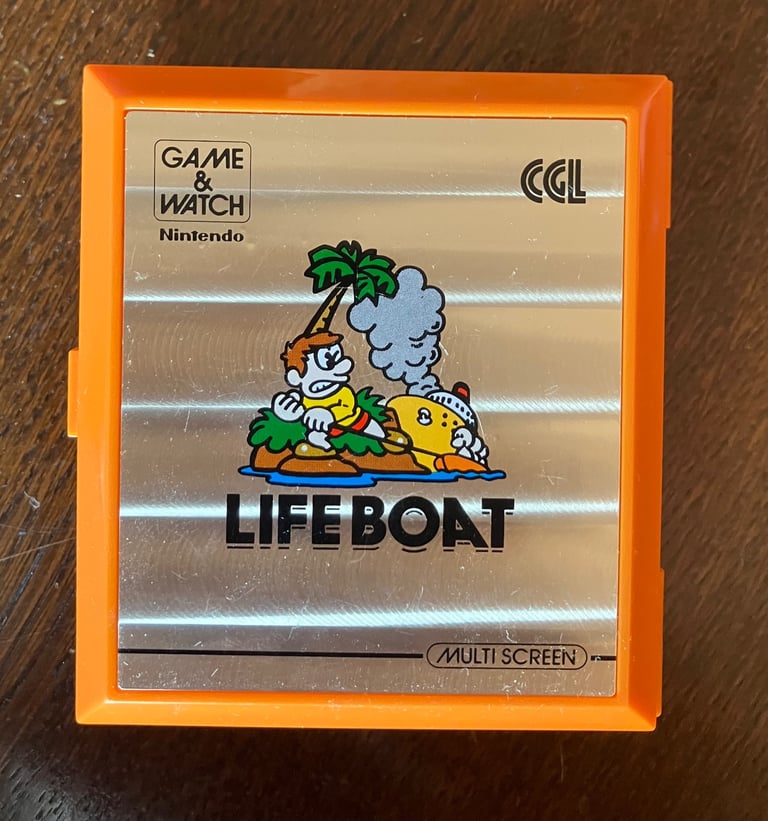 GAME
&
WATCH
Nintendo
CGL
LIFEBOAT
MULTI SCREEN